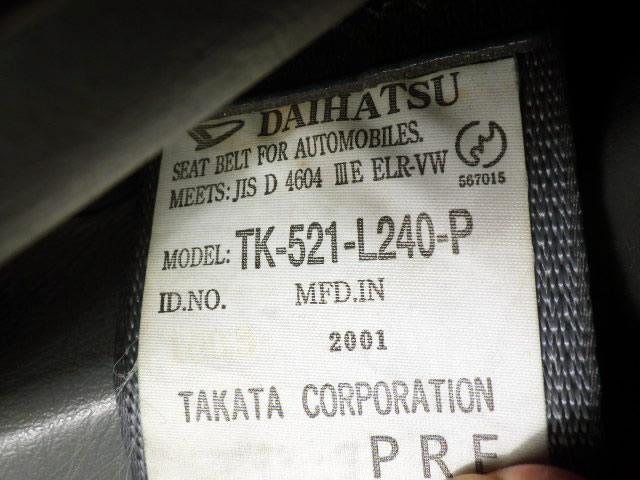 DAIHATSU
SEAT BELT FOR AUTOMOBILES.
MEETS: JIS D 4604 III E ELR-VW
567015
MODEL: TK-521-L240-P
ID.NO. MFD.IN
2001
TAKATA CORPORATION
PRE